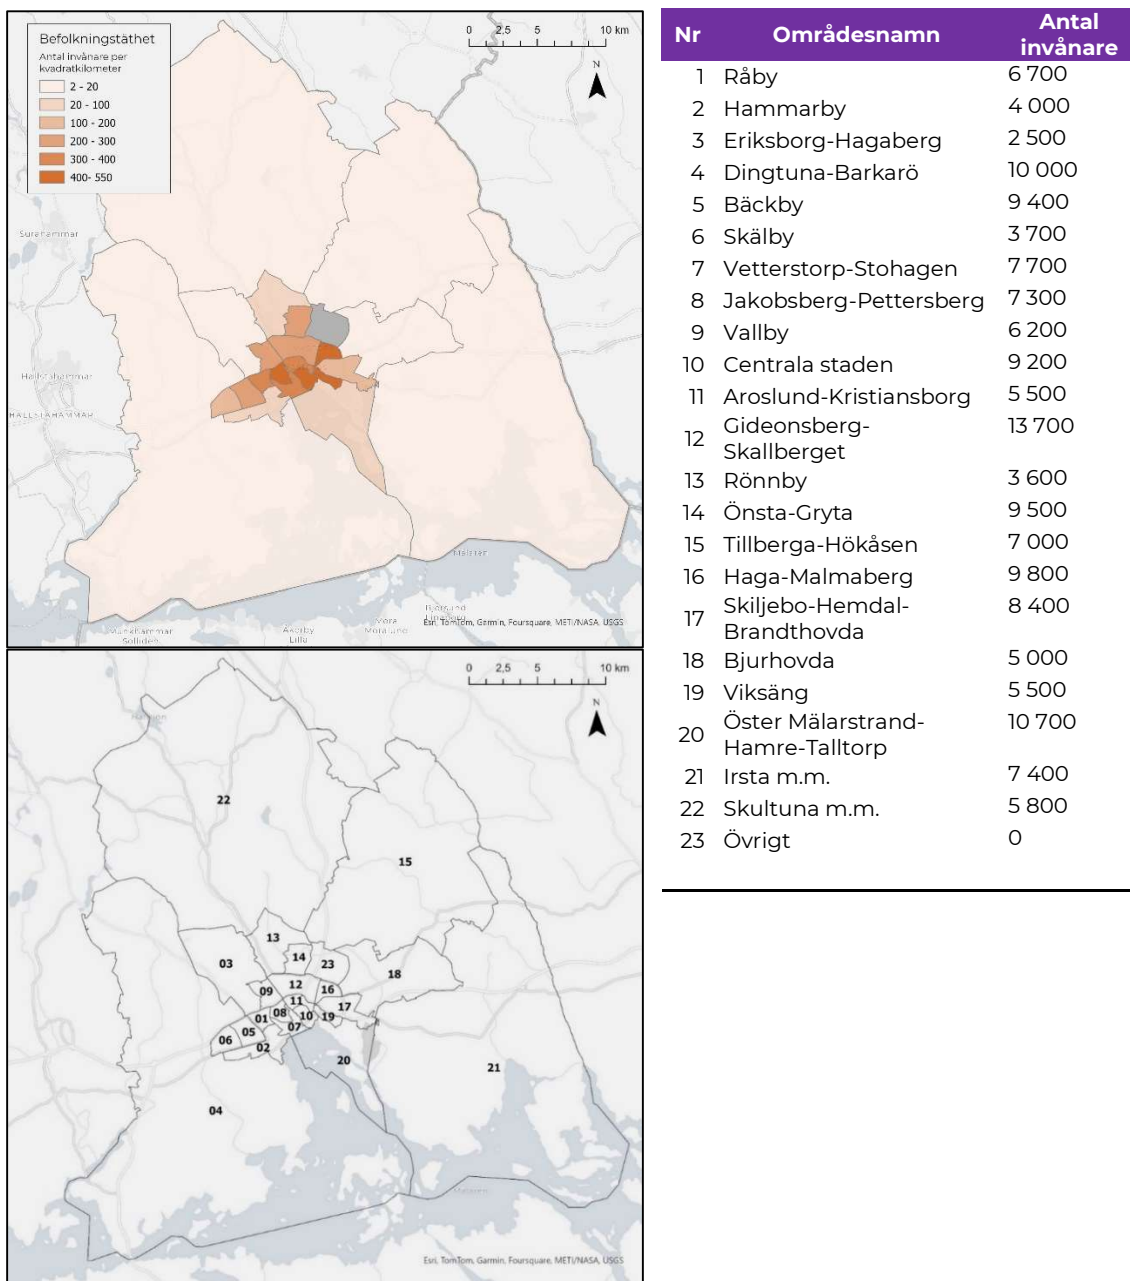 Befolkningstäthet
Antal invånare per
kvadratkilometer
2 - 20
20 - 100
100 - 200
200 - 300
300 - 400
400- 550
0 2,5 5 10 km
N
Surahammar
Hallstahammar
HALLSTAHAMMAR
Mälaren
Björsund
Mora
Moralund
Åkerby
Lilla
Munkhammar
Solliden
Esri, TomTom, Garmin, Foursquare, METI/NASA, USGS
0 2,5 5 10 km
N
22
15
13
03
14
23
18
12
09
16
11
17
08
01
10
19
05
07
06
02
20
21
04
Mälaren
Esri, TomTom, Garmin, Foursquare, METI/NASA, USGS
Nr Områdesnamn Antal
invånare
1 Råby 6 700
2 Hammarby 4 000
3 Eriksborg-Hagaberg 2 500
4 Dingtuna-Barkarö 10 000
5 Bäckby 9 400
6 Skälby 3 700
7 Vetterstorp-Stohagen 7 700
8 Jakobsberg-Pettersberg 7 300
9 Vallby 6 200
10 Centrala staden 9 200
11 Aroslund-Kristiansborg 5 500
12 Gideonsberg- 13 700
Skallberget
13 Rönnby 3 600
14 Önsta-Gryta 9 500
15 Tillberga-Hökåsen 7 000
16 Haga-Malmaberg 9 800
17 Skiljebo-Hemdal- 8 400
Brandthovda
18 Bjurhovda 5 000
19 Viksäng 5 500
20 Öster Mälarstrand- 10 700
Hamre-Talltorp
21 Irsta m.m. 7 400
22 Skultuna m.m. 5 800
23 Övrigt 0